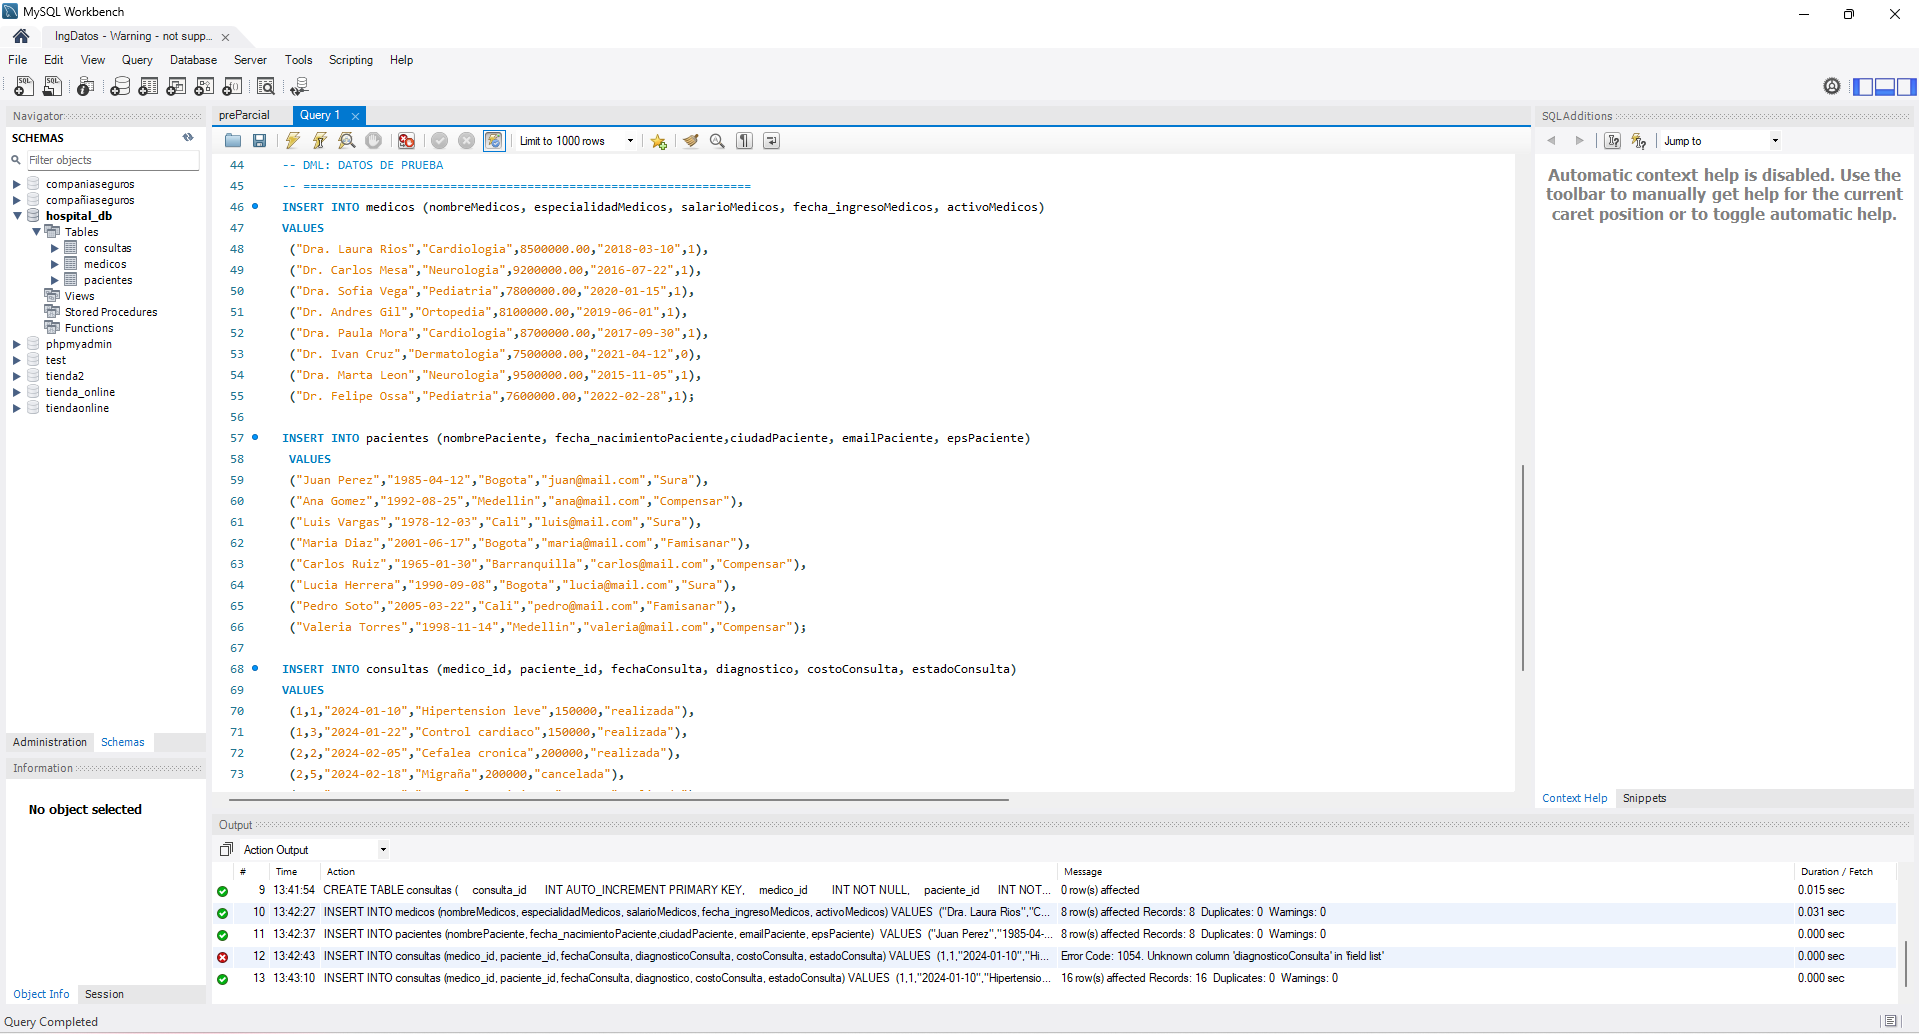 MySQL Workbench
IngDatos - Warning - not supp...
File Edit View Query Database Server Tools Scripting Help
Navigator
SCHEMAS
Filter objects
companiaseguros
compañiaseguros
hospital_db
Tables
consultas
medicos
pacientes
Views
Stored Procedures
Functions
phpmyadmin
test
tienda2
tienda_online
tiendaonline
Administration Schemas
Information
No object selected
Object Info Session
preParcial Query 1
Limit to 1000 rows
44 -- DML: DATOS DE PRUEBA
45 -- ================================================================
46 INSERT INTO medicos (nombreMedicos, especialidadMedicos, salarioMedicos, fecha_ingresoMedicos, activoMedicos)
47 VALUES
48 ("Dra. Laura Rios","Cardiologia",8500000.00,"2018-03-10",1),
49 ("Dr. Carlos Mesa","Neurologia",9200000.00,"2016-07-22",1),
50 ("Dra. Sofia Vega","Pediatria",7800000.00,"2020-01-15",1),
51 ("Dr. Andres Gil","Ortopedia",8100000.00,"2019-06-01",1),
52 ("Dra. Paula Mora","Cardiologia",8700000.00,"2017-09-30",1),
53 ("Dr. Ivan Cruz","Dermatologia",7500000.00,"2021-04-12",0),
54 ("Dra. Marta Leon","Neurologia",9500000.00,"2015-11-05",1),
55 ("Dr. Felipe Ossa","Pediatria",7600000.00,"2022-02-28",1);
56
57 INSERT INTO pacientes (nombrePaciente, fecha_nacimientoPaciente,ciudadPaciente, emailPaciente, epsPaciente)
58 VALUES
59 ("Juan Perez","1985-04-12","Bogota","juan@mail.com","Sura"),
60 ("Ana Gomez","1992-08-25","Medellin","ana@mail.com","Compensar"),
61 ("Luis Vargas","1978-12-03","Cali","luis@mail.com","Sura"),
62 ("Maria Diaz","2001-06-17","Bogota","maria@mail.com","Famisanar"),
63 ("Carlos Ruiz","1965-01-30","Barranquilla","carlos@mail.com","Compensar"),
64 ("Lucia Herrera","1990-09-08","Bogota","lucia@mail.com","Sura"),
65 ("Pedro Soto","2005-03-22","Cali","pedro@mail.com","Famisanar"),
66 ("Valeria Torres","1998-11-14","Medellin","valeria@mail.com","Compensar");
67
68 INSERT INTO consultas (medico_id, paciente_id, fechaConsulta, diagnostico, costoConsulta, estadoConsulta)
69 VALUES
70 (1,1,"2024-01-10","Hipertension leve",150000,"realizada"),
71 (1,3,"2024-01-22","Control cardiaco",150000,"realizada"),
72 (2,2,"2024-02-05","Cefalea cronica",200000,"realizada"),
73 (2,5,"2024-02-18","Migraña",200000,"cancelada"),
SQLAdditions
Jump to
Automatic context help is disabled. Use the
toolbar to manually get help for the current
caret position or to toggle automatic help.
Context Help Snippets
Output
Action Output
# Time Action Message Duration / Fetch
9 13:41:54 CREATE TABLE consultas ( consulta_id INT AUTO_INCREMENT PRIMARY KEY, medico_id INT NOT NULL, paciente_id INT NOT... 0 row(s) affected 0.015 sec
10 13:42:27 INSERT INTO medicos (nombreMedicos, especialidadMedicos, salarioMedicos, fecha_ingresoMedicos, activoMedicos) VALUES ("Dra. Laura Rios","C... 8 row(s) affected Records: 8 Duplicates: 0 Warnings: 0 0.031 sec
11 13:42:37 INSERT INTO pacientes (nombrePaciente, fecha_nacimientoPaciente,ciudadPaciente, emailPaciente, epsPaciente) VALUES ("Juan Perez","1985-04-... 8 row(s) affected Records: 8 Duplicates: 0 Warnings: 0 0.000 sec
12 13:42:43 INSERT INTO consultas (medico_id, paciente_id, fechaConsulta, diagnosticoConsulta, costoConsulta, estadoConsulta) VALUES (1,1,"2024-01-10","Hi... Error Code: 1054. Unknown column 'diagnosticoConsulta' in 'field list' 0.000 sec
13 13:43:10 INSERT INTO consultas (medico_id, paciente_id, fechaConsulta, diagnostico, costoConsulta, estadoConsulta) VALUES (1,1,"2024-01-10","Hipertensio... 16 row(s) affected Records: 16 Duplicates: 0 Warnings: 0 0.000 sec
Query Completed